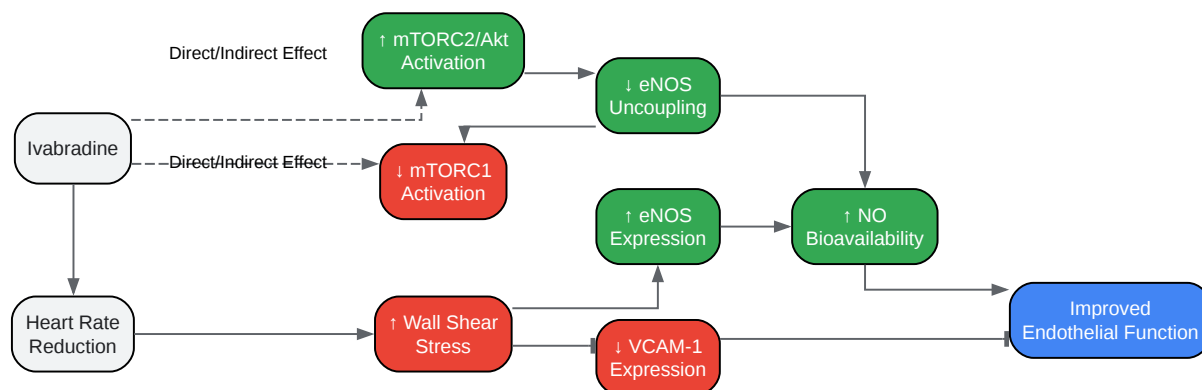 Direct/Indirect Effect
↑ mTORC2/Akt
Activation
↓ eNOS
Uncoupling
Ivabradine
Direct/Indirect Effect
↓ mTORC1
Activation
↑ eNOS
Expression
↑ NO
Bioavailability
Heart Rate
Reduction
↑ Wall Shear
Stress
↓ VCAM-1
Expression
Improved
Endothelial Function